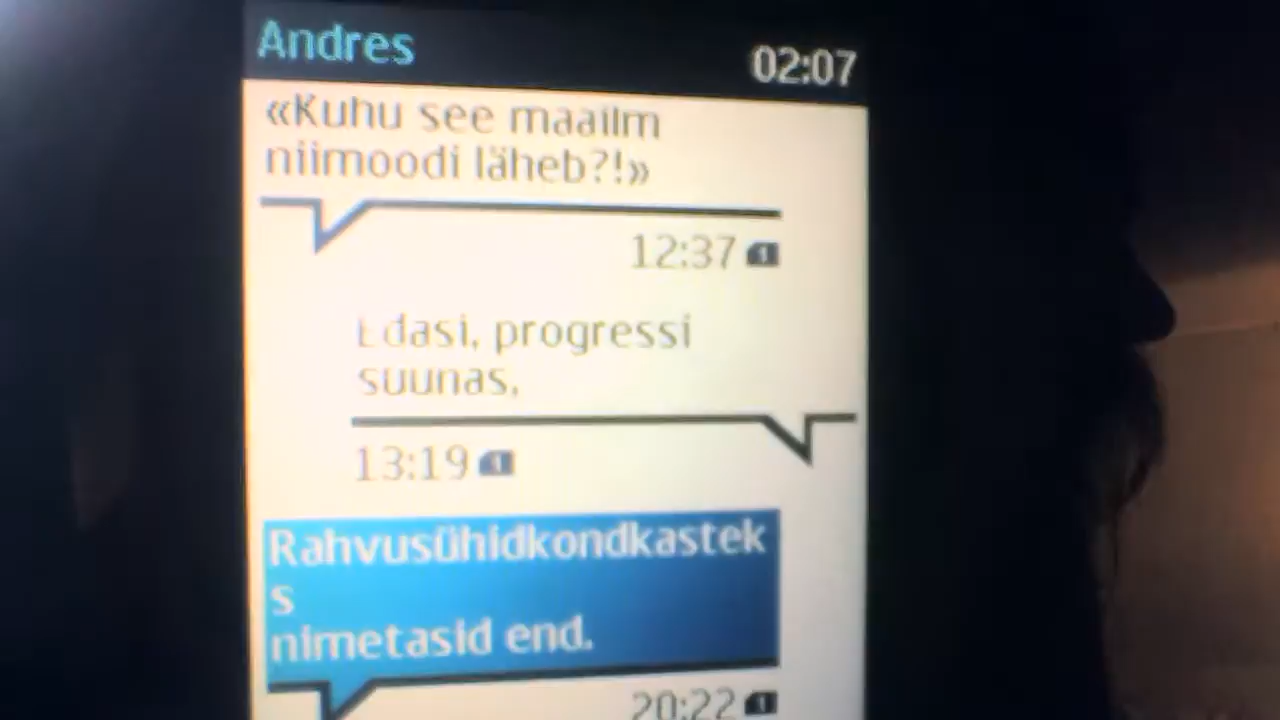 Andres
02:07
«Kuhu see maailm
niimoodi läheb?!»
12:37
Edasi, progressi
suunas.
13:19
Rahvusühidkondkastek
s
nimetasid end.
20:22